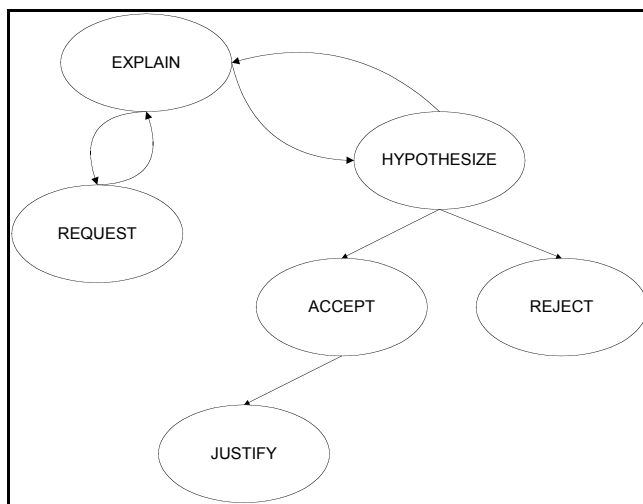 EXPLAIN
HYPOTHESIZE
REQUEST
ACCEPT
REJECT
JUSTIFY